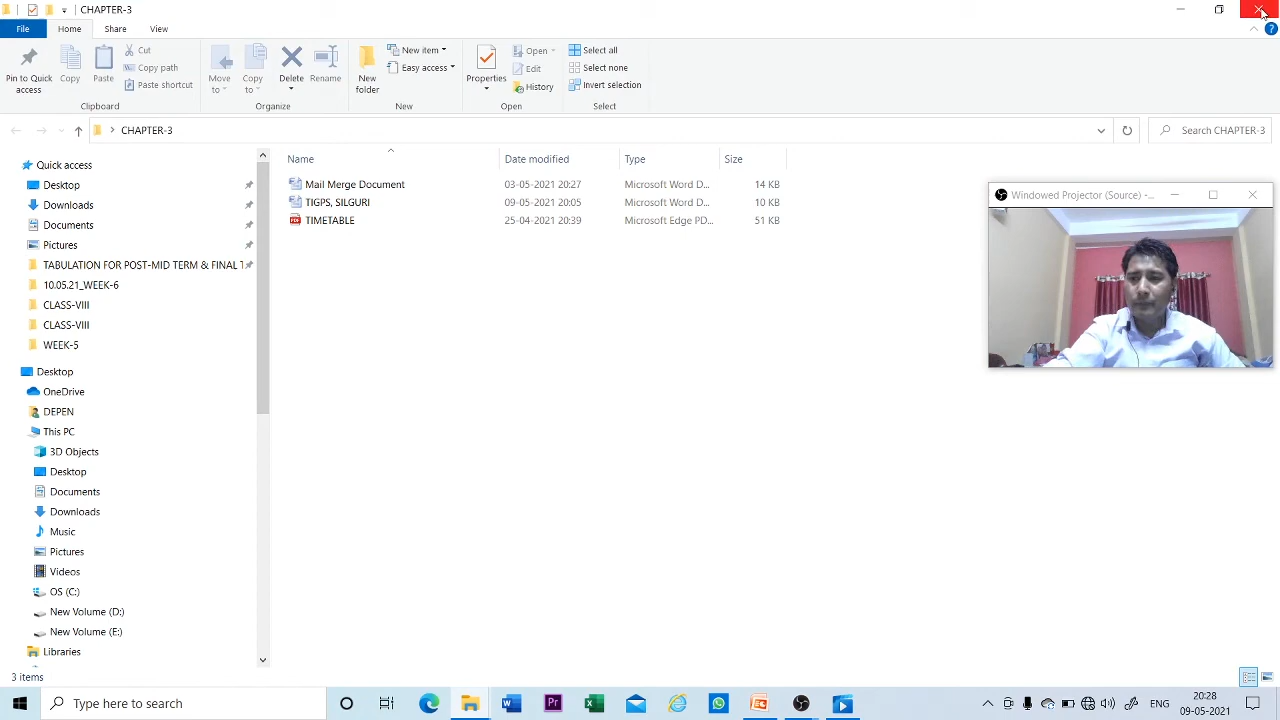 CHAPTER-3
File Home Share View
Pin to Quick access
Copy
Paste
Cut
Copy path
Paste shortcut
Clipboard
Move to
Copy to
Delete
Rename
Organize
New folder
New item
Easy access
New
Properties
Open
Edit
History
Open
Select all
Select none
Invert selection
Select
CHAPTER-3
Search CHAPTER-3
Name Date modified Type Size
Mail Merge Document 03-05-2021 20:27 Microsoft Word D... 14 KB
TIGPS, SILGURI 09-05-2021 20:05 Microsoft Word D... 10 KB
TIMETABLE 25-04-2021 20:39 Microsoft Edge PD... 51 KB
Quick access
Desktop
Downloads
Documents
Pictures
TABULATION FOR POST-MID TERM & FINAL T
10.05.21_WEEK-6
CLASS-VIII
CLASS-VIII
WEEK-5
Desktop
OneDrive
DEPEN
This PC
3D Objects
Desktop
Documents
Downloads
Music
Pictures
Videos
OS (C:)
New Volume (D:)
New Volume (E:)
Libraries
Windowed Projector (Source) -...
3 items
Type here to search
ENG
20:28
09-05-2021